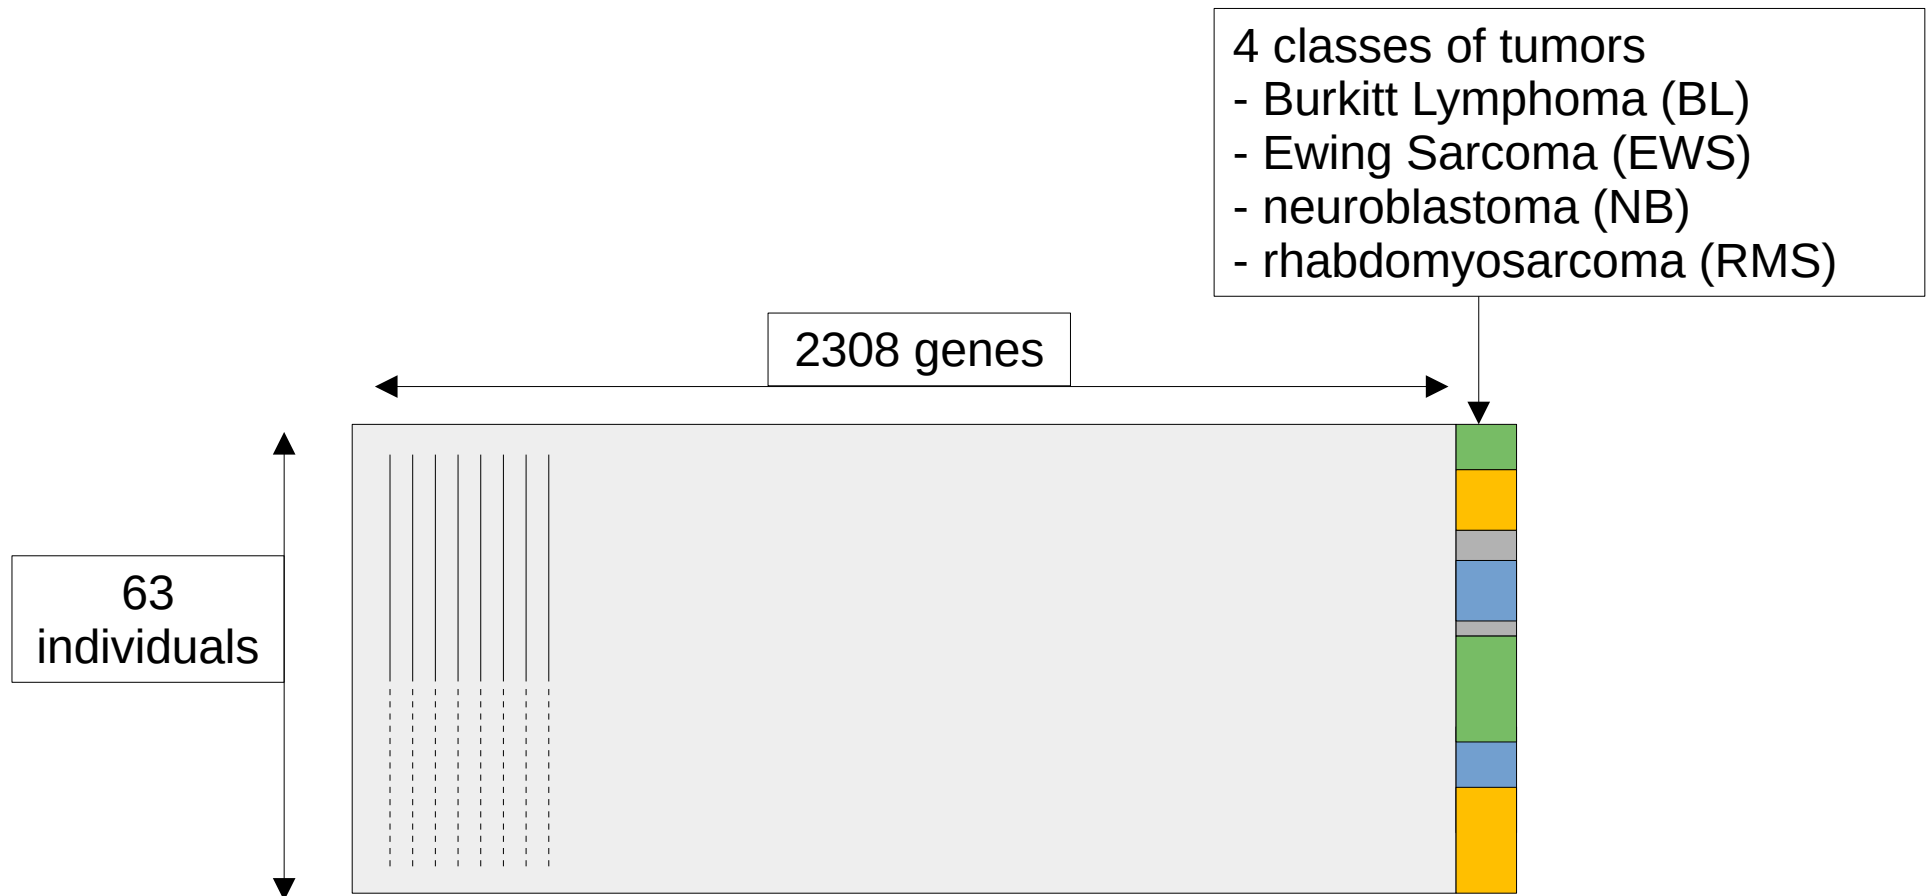 4 classes of tumors
- Burkitt Lymphoma (BL)
- Ewing Sarcoma (EWS)
- neuroblastoma (NB)
- rhabdomyosarcoma (RMS)
2308 genes
63
individuals